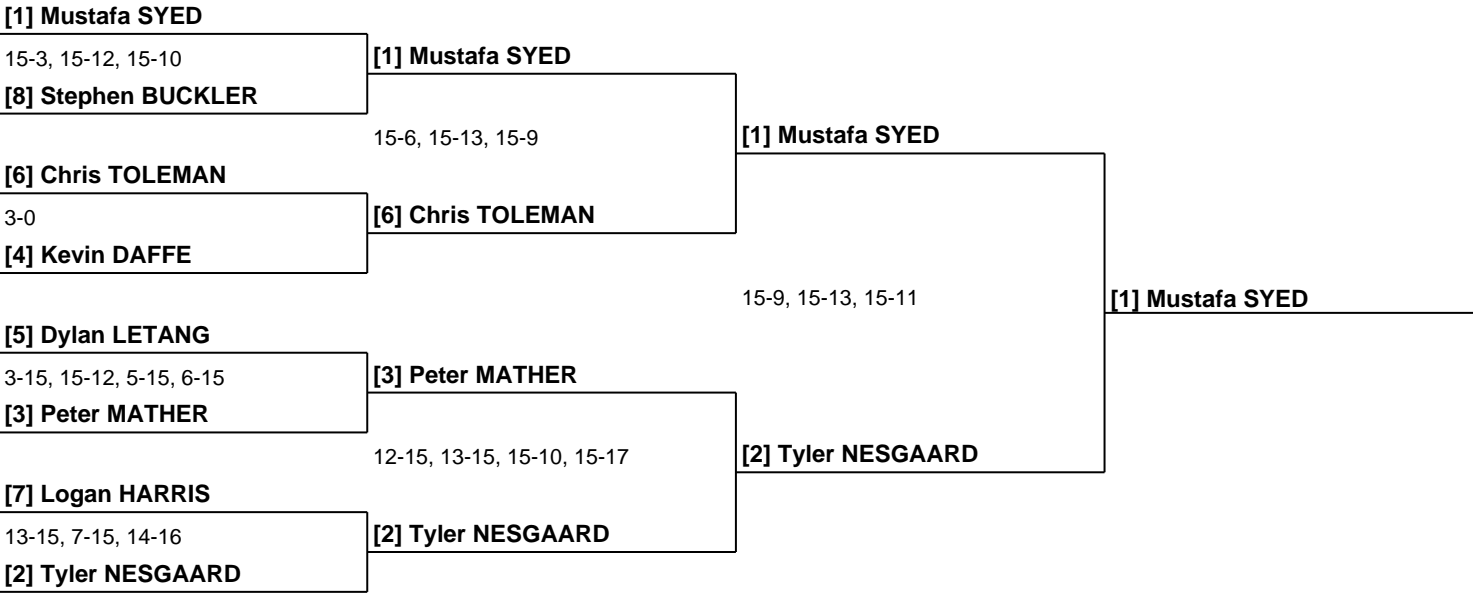 [1] Mustafa SYED
15-3, 15-12, 15-10
[8] Stephen BUCKLER
[6] Chris TOLEMAN
3-0
[4] Kevin DAFFE
[5] Dylan LETANG
3-15, 15-12, 5-15, 6-15
[3] Peter MATHER
[7] Logan HARRIS
13-15, 7-15, 14-16
[2] Tyler NESGAARD
[1] Mustafa SYED
15-6, 15-13, 15-9
[6] Chris TOLEMAN
[3] Peter MATHER
12-15, 13-15, 15-10, 15-17
[2] Tyler NESGAARD
[1] Mustafa SYED
15-9, 15-13, 15-11
[2] Tyler NESGAARD
[1] Mustafa SYED